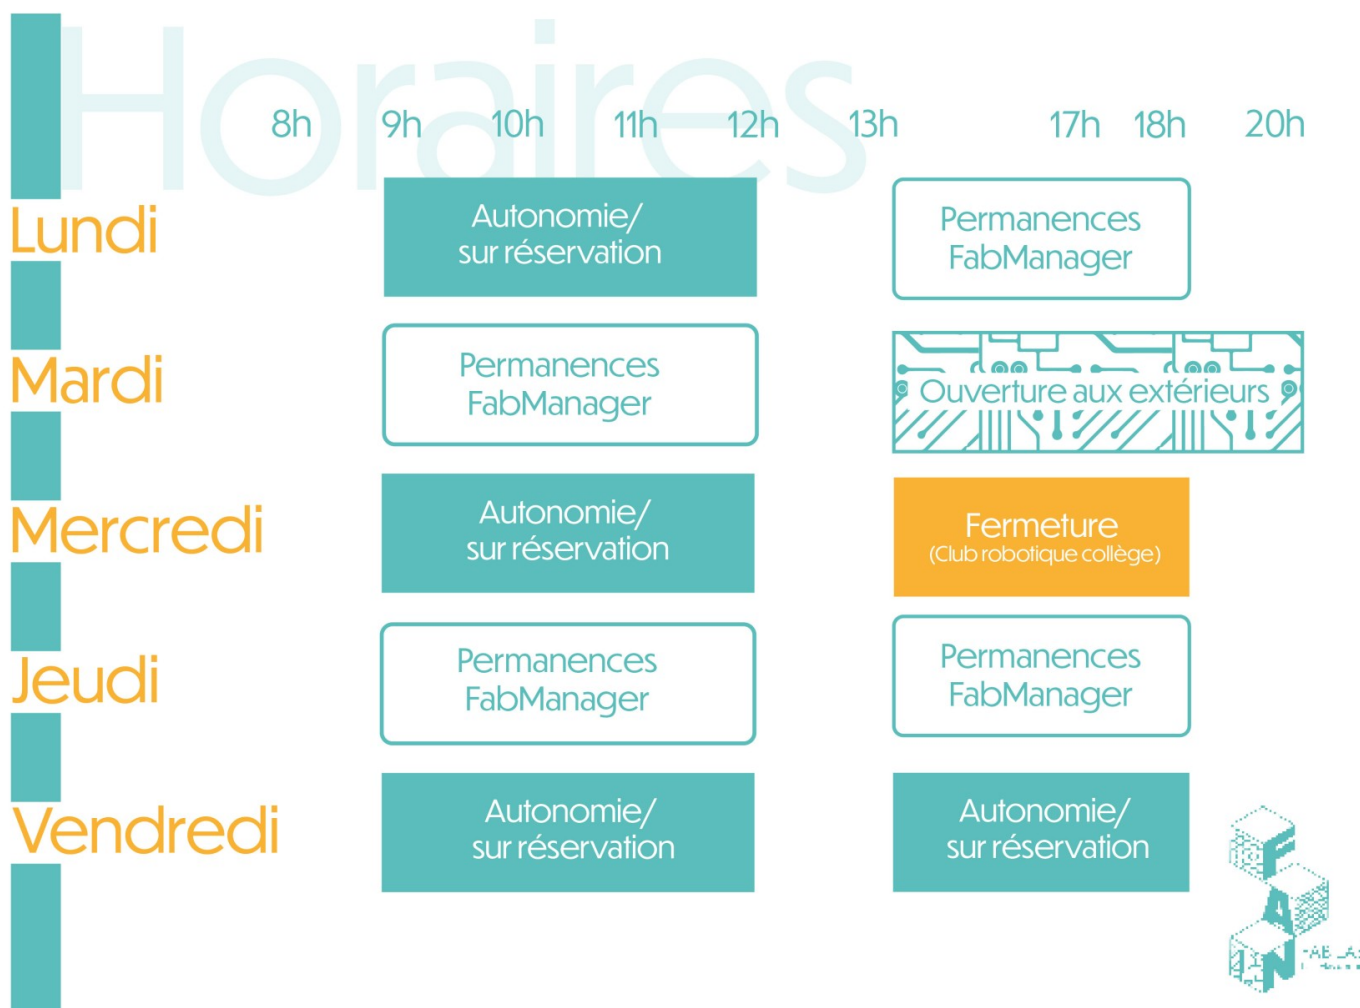 Horaires
8h 9h 10h 11h 12h 13h 17h 18h 20h
Lundi
Autonomie/
sur réservation
Permanences
FabManager
Mardi
Permanences
FabManager
Ouverture aux extérieurs
Mercredi
Autonomie/
sur réservation
Fermeture
(Club robotique collège)
Jeudi
Permanences
FabManager
Permanences
FabManager
Vendredi
Autonomie/
sur réservation
Autonomie/
sur réservation
F
A
N